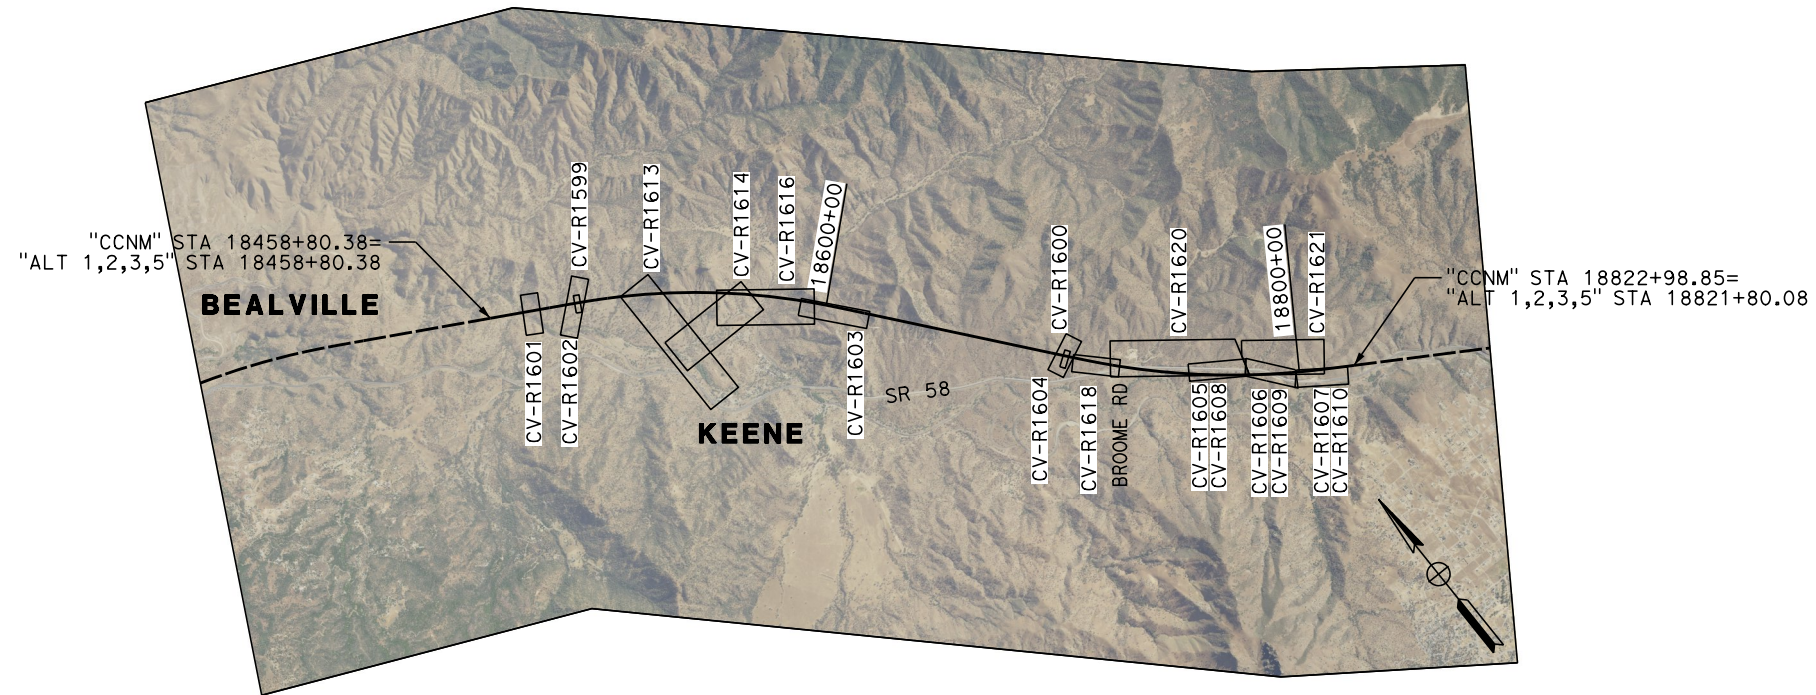 "CCNM" STA 18458+80.38=
"ALT 1,2,3,5" STA 18458+80.38
BEALVILLE
CV-R1601
CV-R1599
CV-R1602
CV-R1613
CV-R1614
CV-R1616
18600+00
CV-R1603
KEENE
SR 58
CV-R1600
CV-R1604
CV-R1618
BROOME RD
CV-R1620
CV-R1605
CV-R1608
CV-R1606
CV-R1609
18800+00
CV-R1621
CV-R1607
CV-R1610
"CCNM" STA 18822+98.85=
"ALT 1,2,3,5" STA 18821+80.08